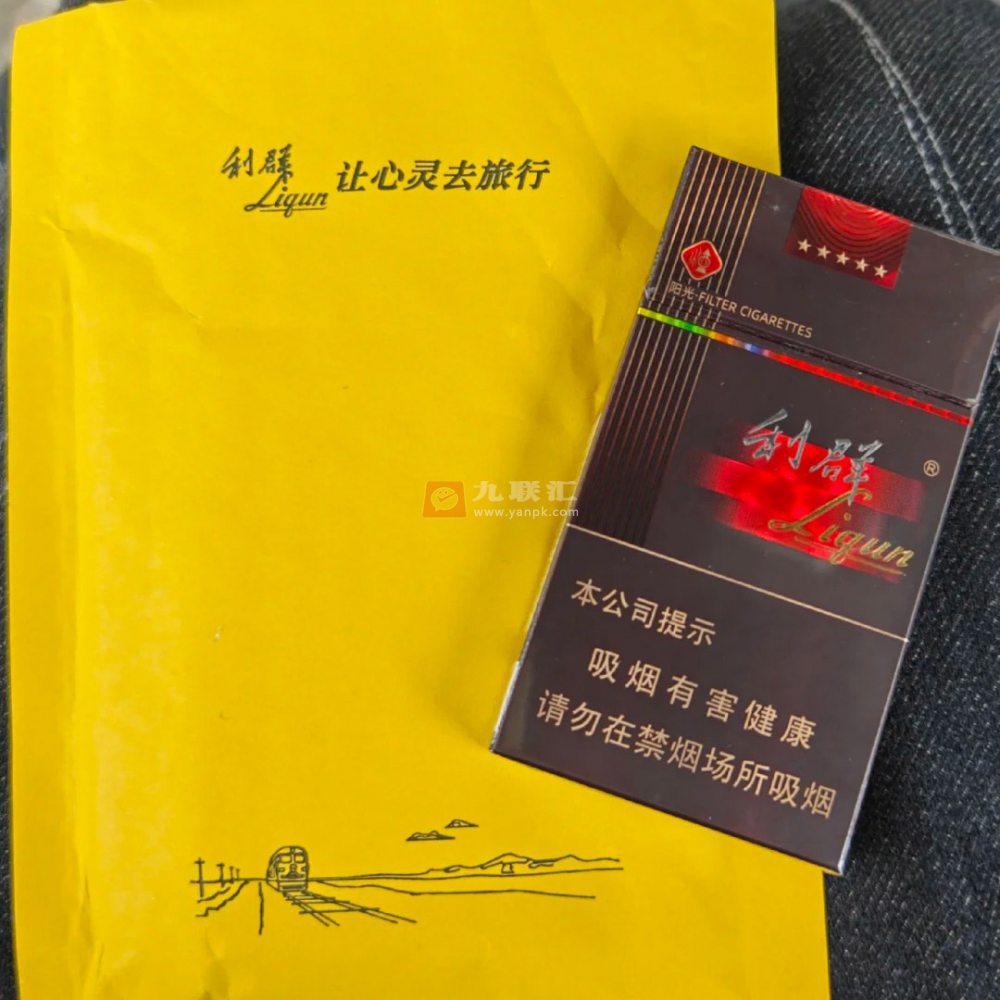 利群 Liqun 让心灵去旅行
阳光·FILTER CIGARETTES
利群®
Liqun
九联汇
www.yanpk.com
本公司提示
吸烟有害健康
请勿在禁烟场所吸烟